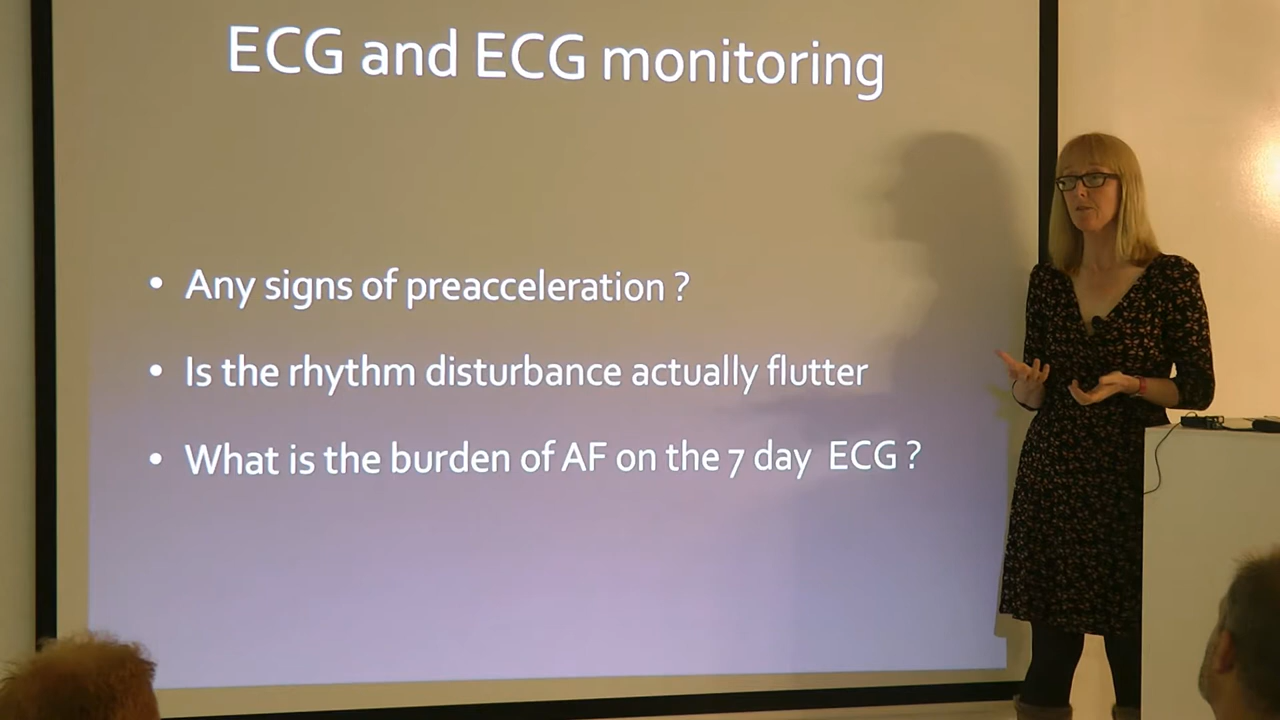 ECG and ECG monitoring
• Any signs of preacceleration ?
• Is the rhythm disturbance actually flutter
• What is the burden of AF on the 7 day ECG ?